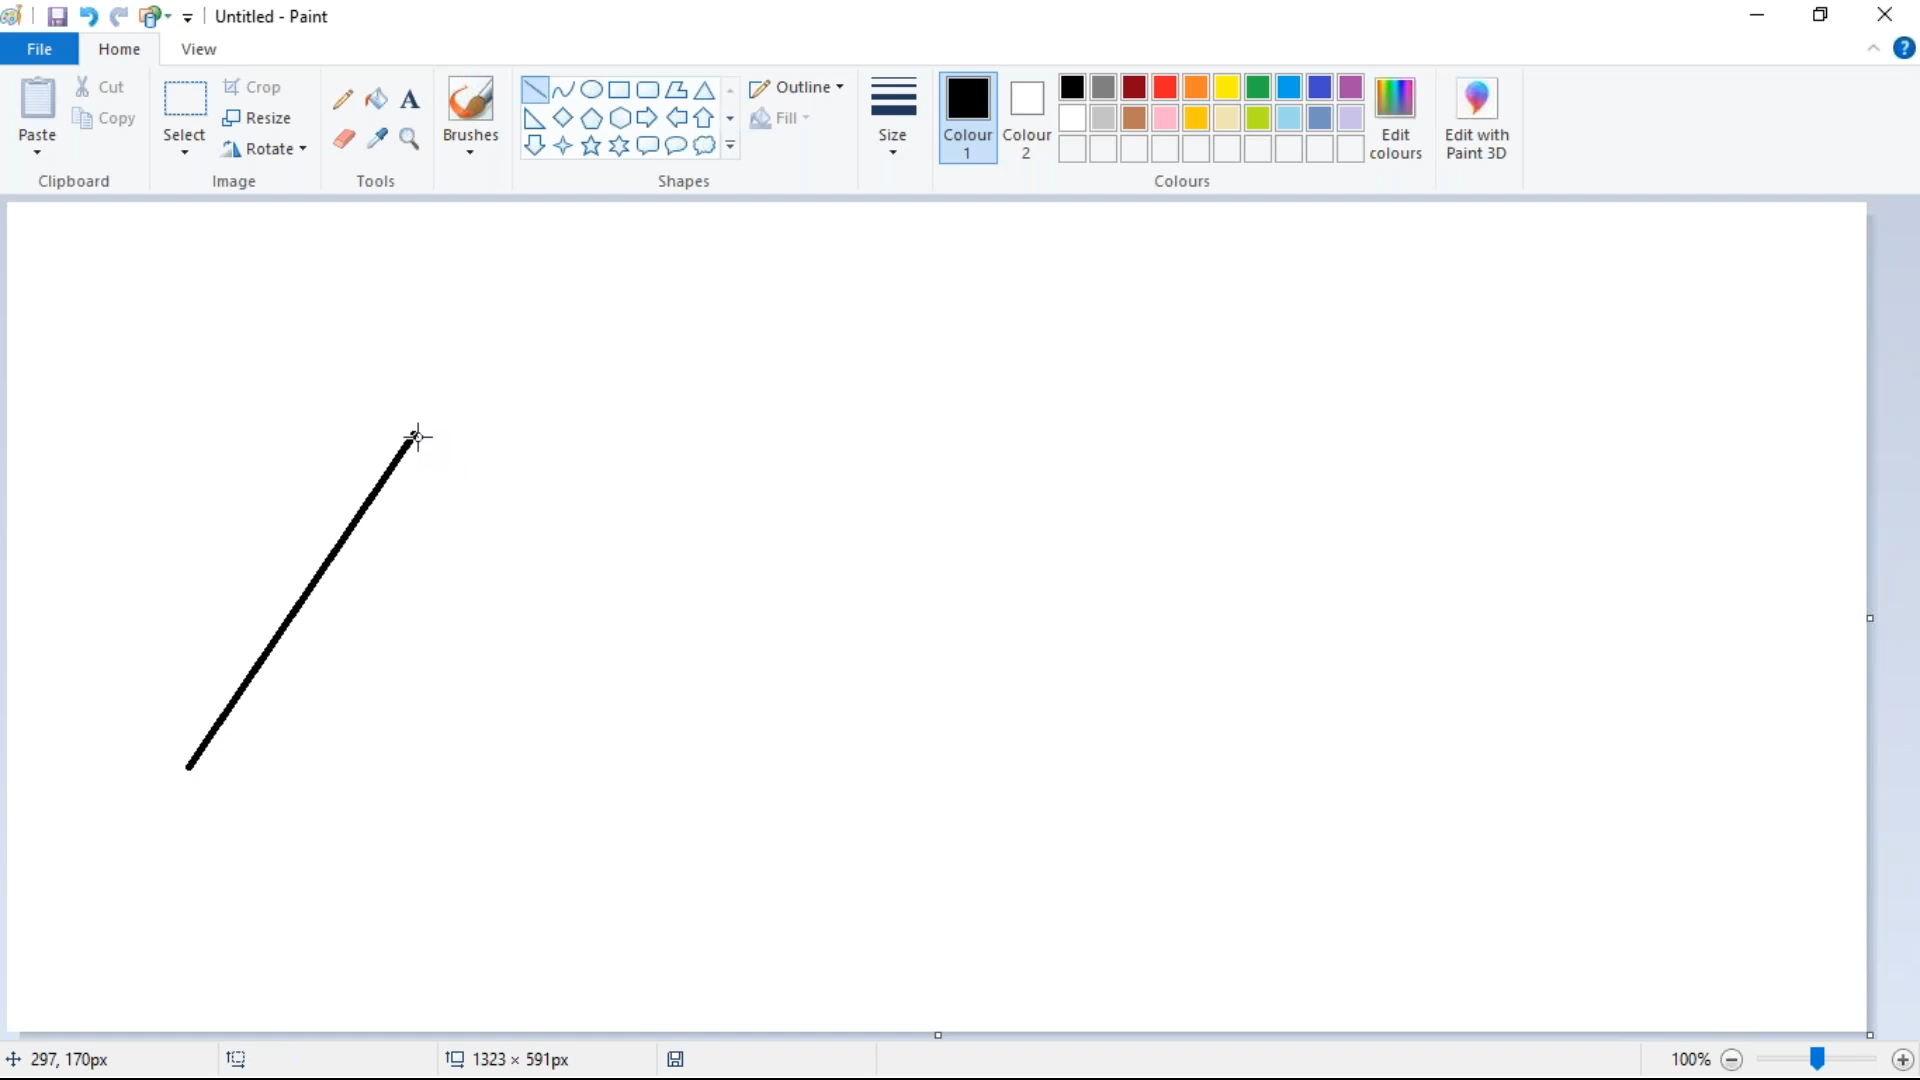 Untitled - Paint
File Home View
Paste
Cut
Copy
Clipboard
Select
Crop
Resize
Rotate
Image
A
Tools
Brushes
Shapes
Outline
Fill
Size
Colour 1
Colour 2
Colours
Edit colours
Edit with Paint 3D
?
297, 170px
1323 × 591px
100%